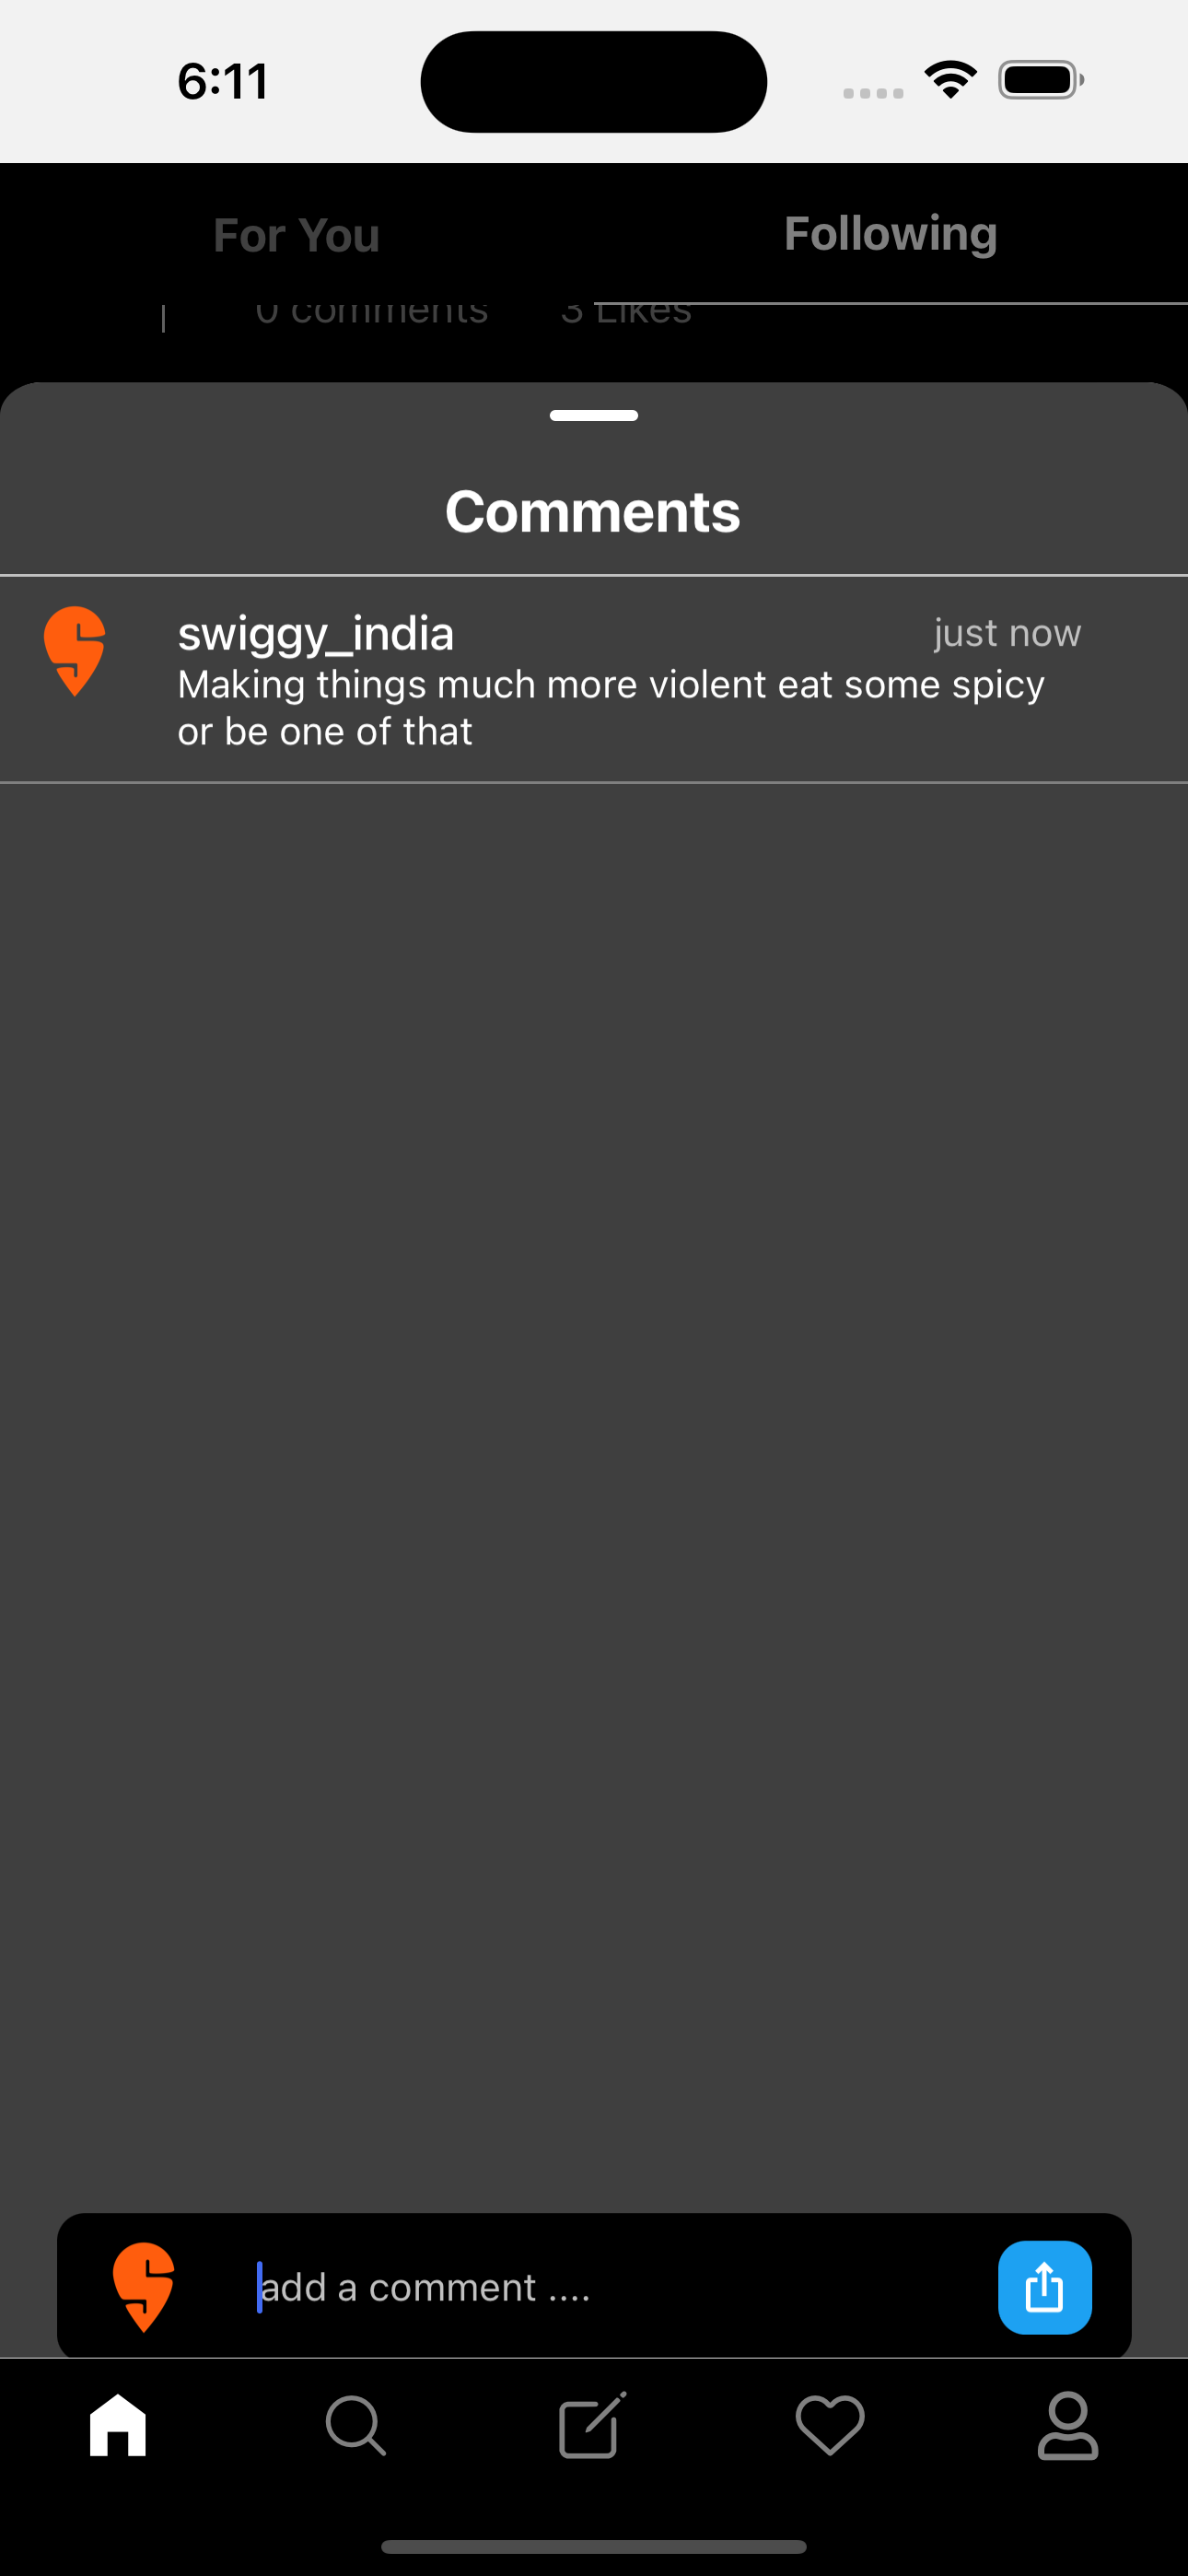 6:11
For You
Following
0 comments
3 Likes
Comments
swiggy_india
just now
Making things much more violent eat some spicy
or be one of that
add a comment ....